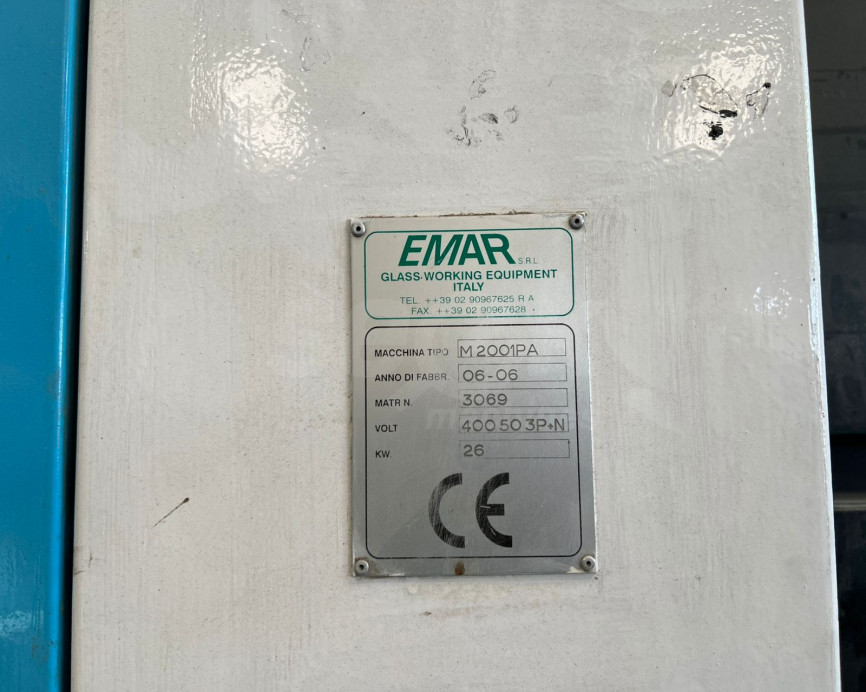 EMAR S.R.L.
GLASS-WORKING EQUIPMENT
ITALY
TEL. ++39 02 90967625 R A
FAX. ++39 02 90967628
MACCHINA TIPO M 2001PA
ANNO DI FABBR. 06-06
MATR N. 3069
VOLT 400 50 3P+N
KW. 26
CE